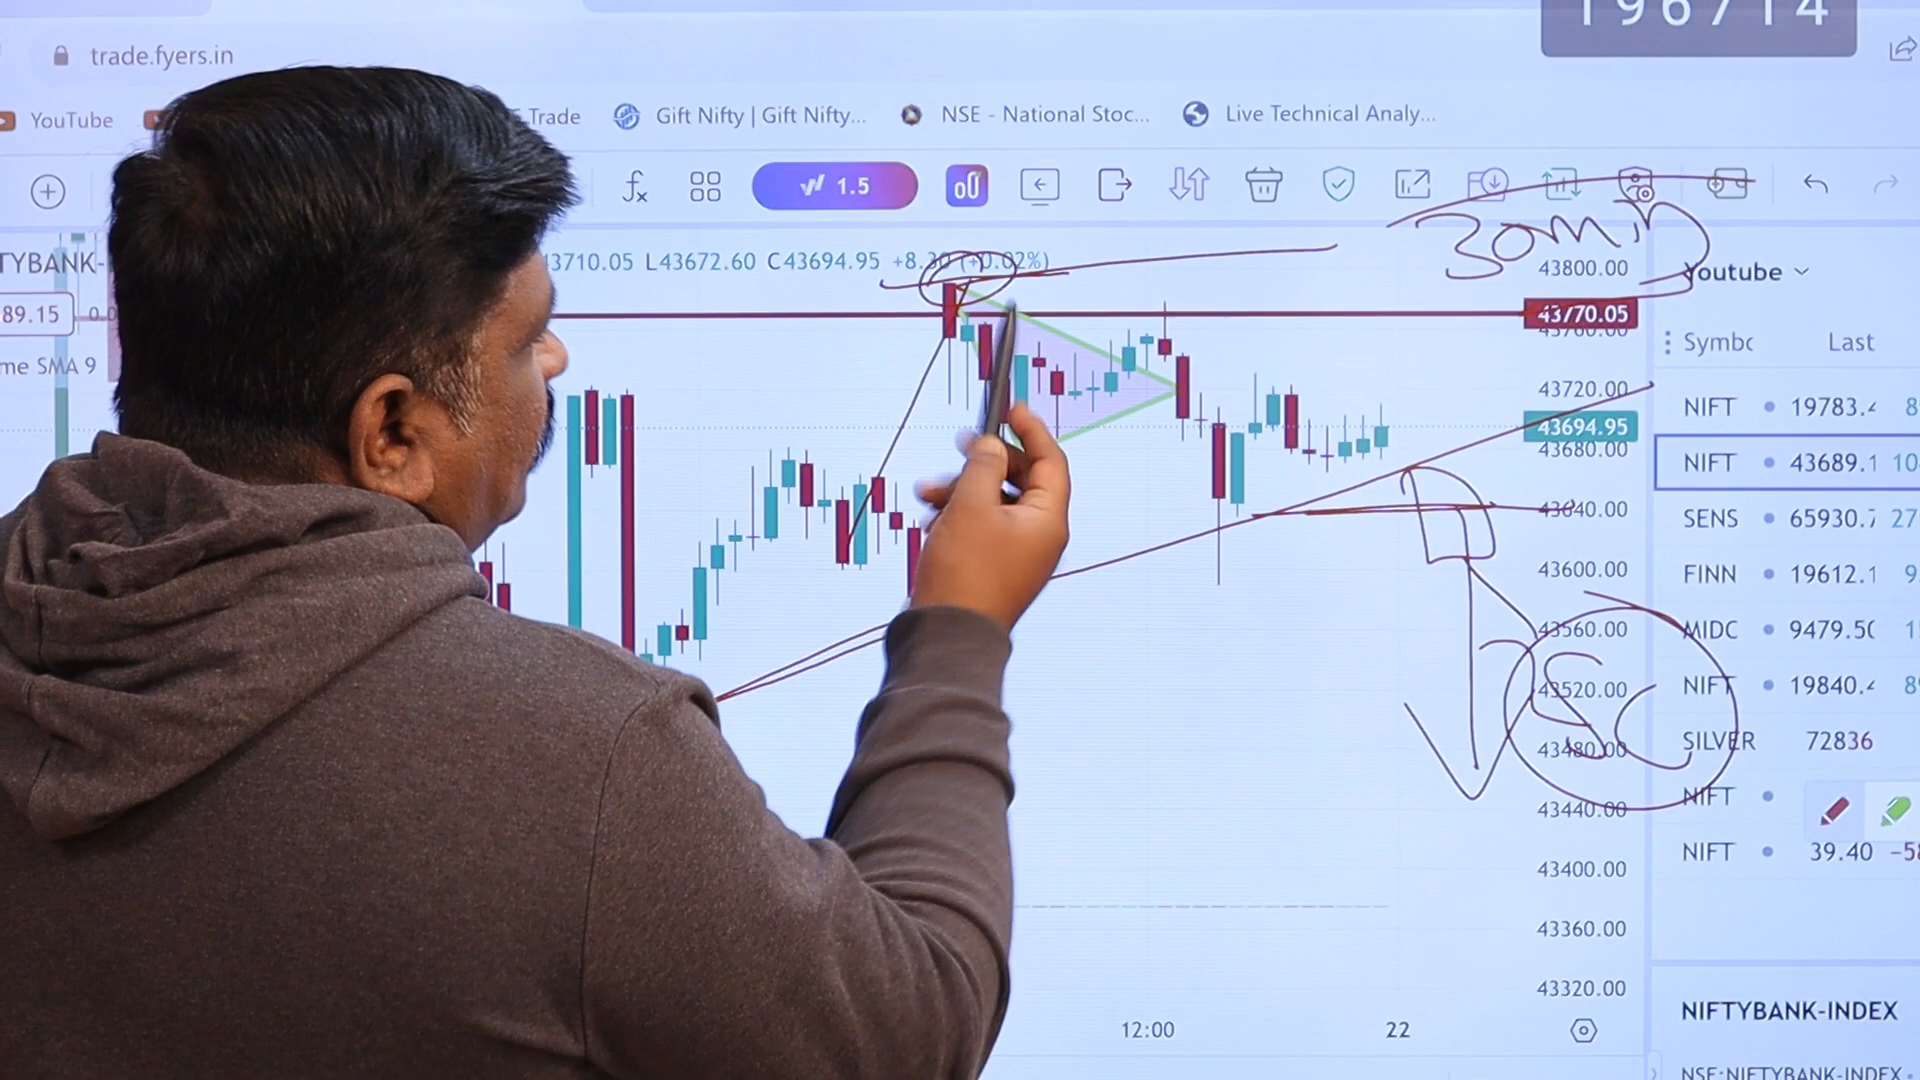 196714
trade.fyers.in
YouTube
Trade
Gift Nifty | Gift Nifty...
NSE - National Stoc...
Live Technical Analy...
fx
1.5
30min
TYBANK-
13710.05 L43672.60 C43694.95 +8.30 (+0.02%)
43800.00
Youtube
89.15
0.0
43770.05
43760.00
Symbo
Last
me SMA 9
43720.00
NIFT
19783.4
8
43694.95
43680.00
NIFT
43689.1
10
43640.00
SENS
65930.7
27
43600.00
FINN
19612.1
9
43560.00
MIDC
9479.50
1
43520.00
NIFT
19840.4
8
43480.00
SILVER
72836
43440.00
NIFT
43400.00
NIFT
39.40
-58
43360.00
43320.00
NIFTYBANK-INDEX
12:00
22
NSE:NIFTYBANK-INDEX